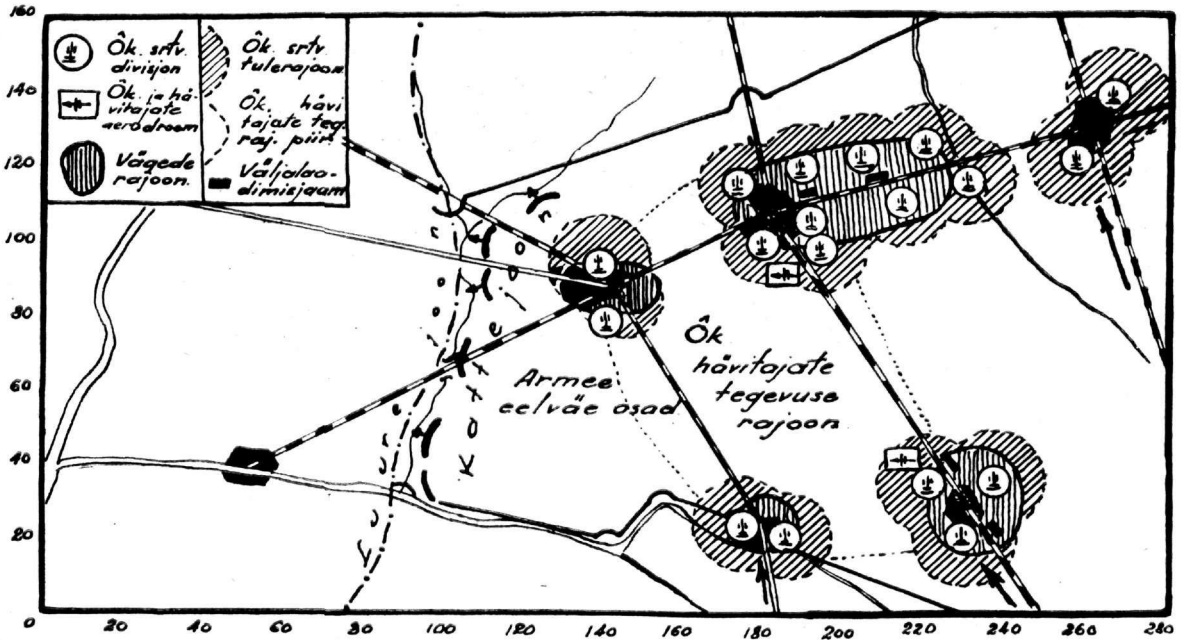 160
140
120
100
80
60
40
20
0
Õk. srtv.
divisjon
Õk. ja hä-
vitajate
aerodroom
Vägede
rajoon.
Õk. srtv
tulerajoon
Õk. hävi
tajate teg.
raj. piir
Väljalaa-
dimisjaam
Armee
eelväe osad
Õk
hävitajate
tegevuse
rajoon
0 20 40 60 80 100 120 140 160 180 200 220 240 260 280